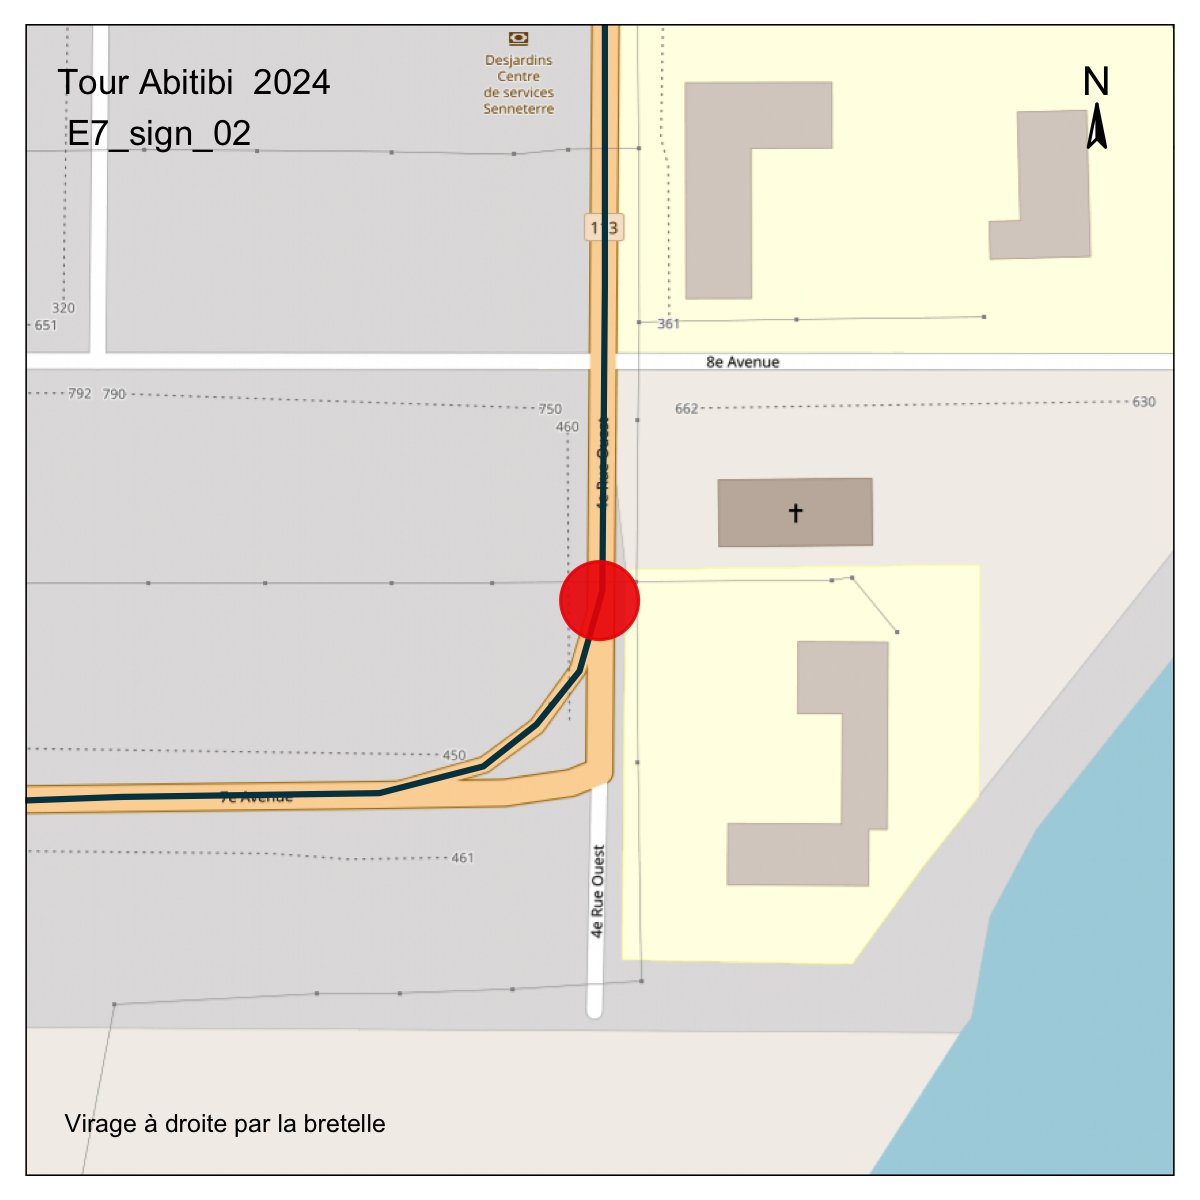 Tour Abitibi  2024
E7_sign_02
N
Desjardins
Centre
de services
Senneterre
113
320
651
361
8e Avenue
792
790
750
460
662
630
4e Rue Ouest
✝
450
7e Avenue
461
4e Rue Ouest
Virage à droite par la bretelle